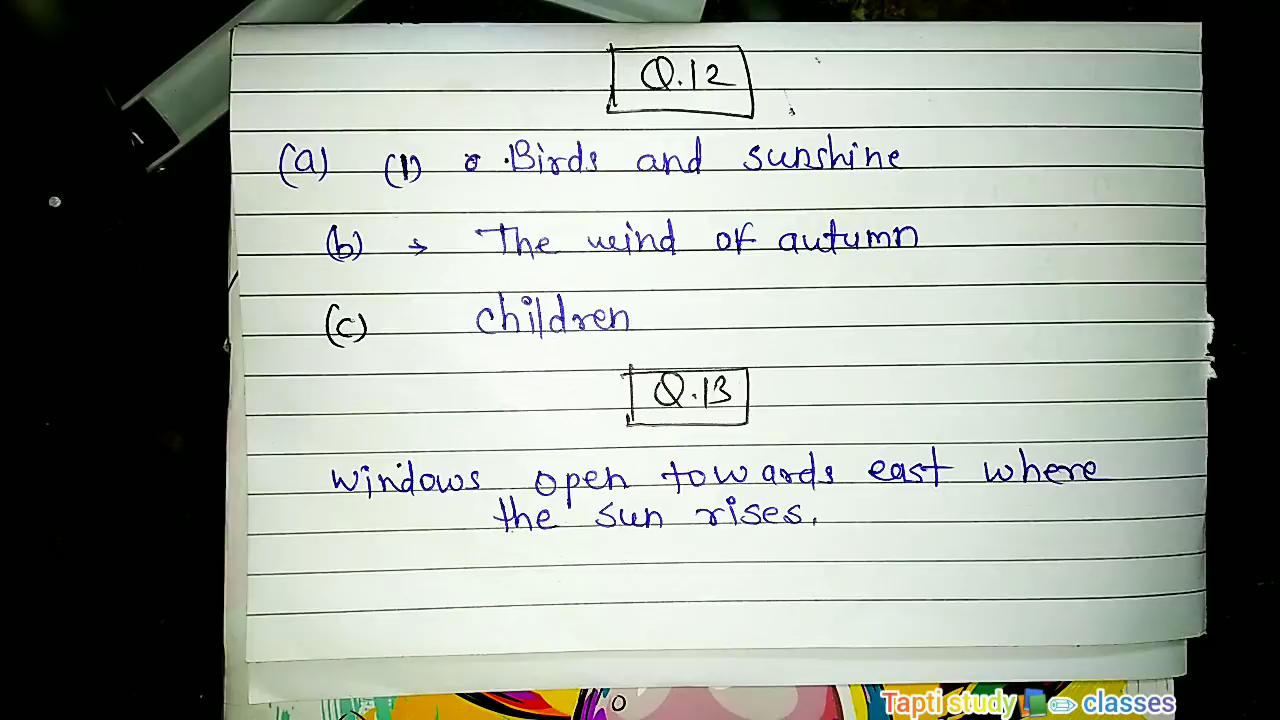 Q.12
(a) (1) Birds and sunshine
(b) → The wind of autumn
(c) children
Q.13
windows open towards east where
the sun rises.
Tapti study classes